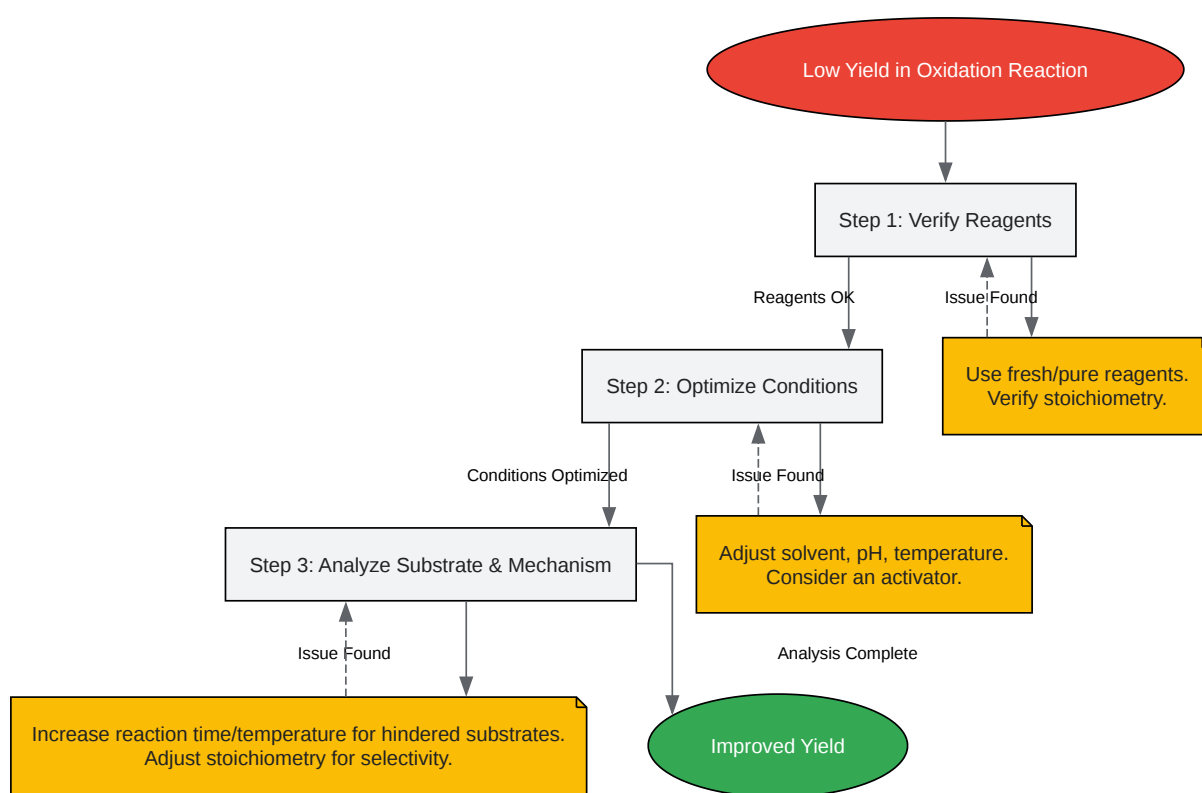 Low Yield in Oxidation Reaction
Step 1: Verify Reagents
Reagents OK
Issue Found
Use fresh/pure reagents.
Verify stoichiometry.
Step 2: Optimize Conditions
Conditions Optimized
Issue Found
Adjust solvent, pH, temperature.
Consider an activator.
Step 3: Analyze Substrate & Mechanism
Issue Found
Analysis Complete
Increase reaction time/temperature for hindered substrates.
Adjust stoichiometry for selectivity.
Improved Yield